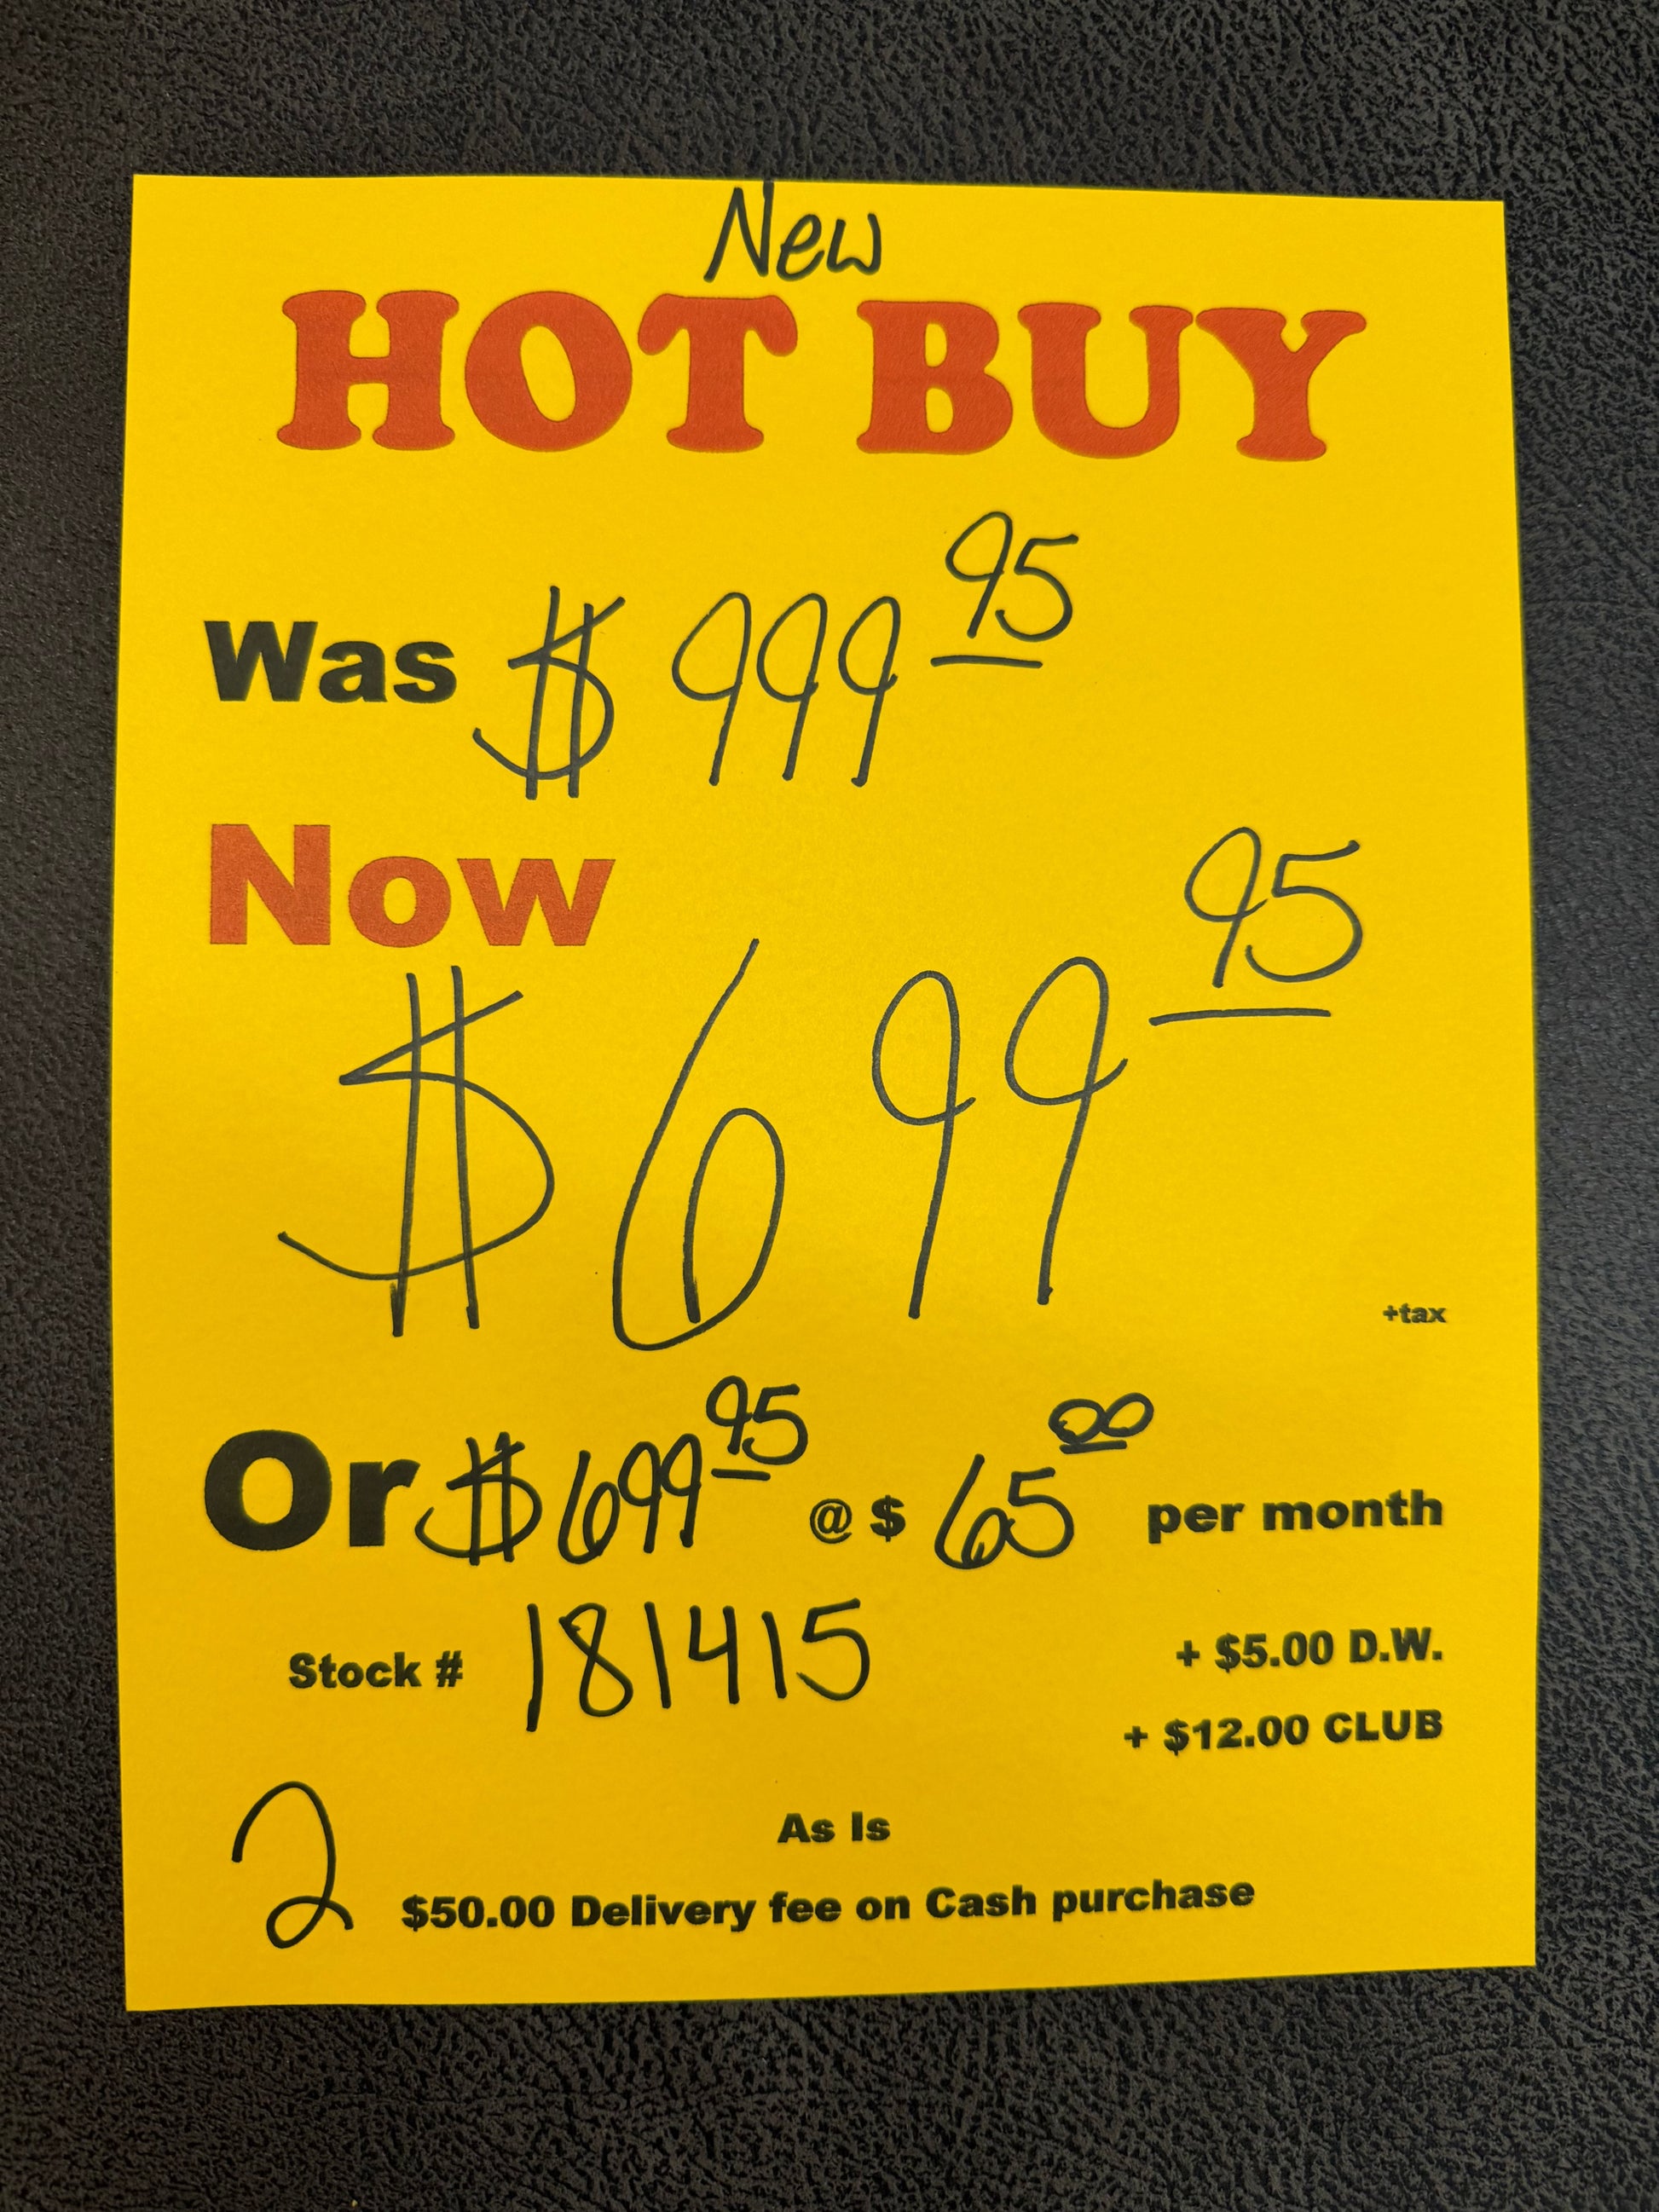 New
HOT BUY
Was $ 999 95
Now
$ 699 95
+tax
Or $ 699 95 @ $ 65 00 per month
Stock # 181415
+ $5.00 D.W.
+ $12.00 CLUB
As Is
2
$50.00 Delivery fee on Cash purchase